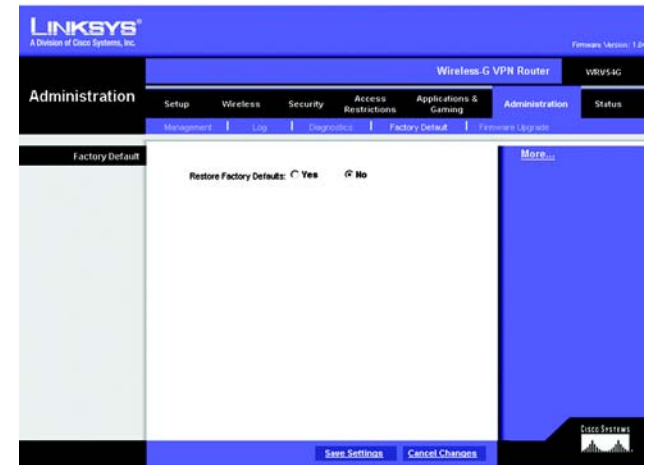 LINKSYS®
A Division of Cisco Systems, Inc.
Firmware Version: 1.0
Wireless-G VPN Router WRV54G
Administration
Setup Wireless Security Access Restrictions Applications & Gaming Administration Status
Management | Log | Diagnostics | Factory Default | Firmware Upgrade
Factory Default
More...
Restore Factory Defaults: Yes No
Save Settings Cancel Changes
CISCO SYSTEMS